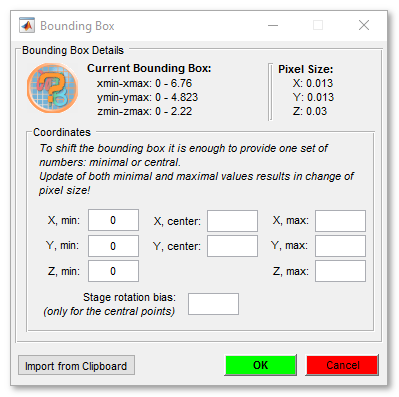 Bounding Box
Bounding Box Details
Current Bounding Box:
xmin-xmax: 0 - 6.76
ymin-ymax: 0 - 4.823
zmin-zmax: 0 - 2.22
Pixel Size:
X: 0.013
Y: 0.013
Z: 0.03
Coordinates
To shift the bounding box it is enough to provide one set of
numbers: minimal or central.
Update of both minimal and maximal values results in change of
pixel size!
X, min: 0 X, center: X, max:
Y, min: 0 Y, center: Y, max:
Z, min: 0 Z, max:
Stage rotation bias:
(only for the central points)
Import from Clipboard OK Cancel